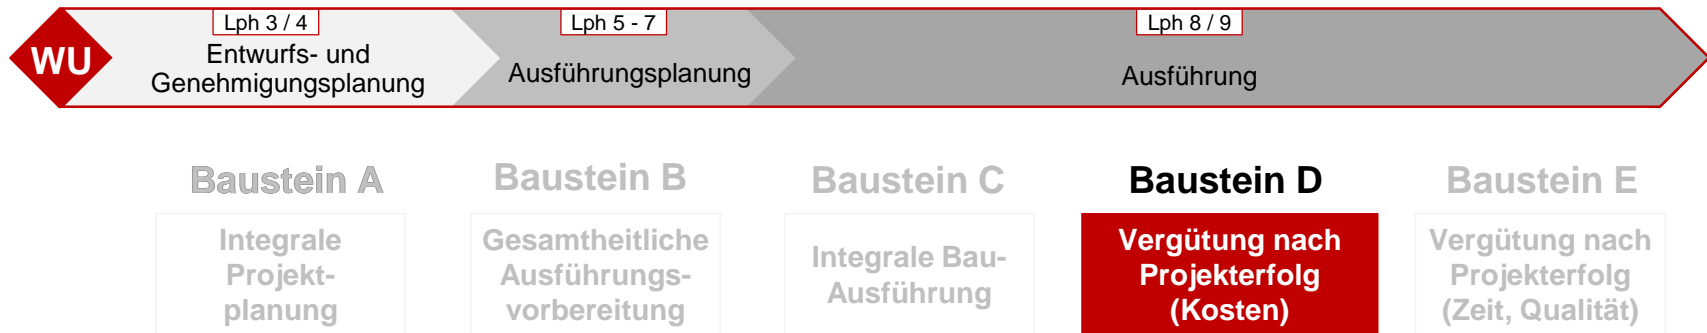 Lph 3 / 4
Lph 5 - 7
Lph 8 / 9
WU
Entwurfs- und
Genehmigungsplanung
Ausführungsplanung
Ausführung
Baustein A
Baustein B
Baustein C
Baustein D
Baustein E
Integrale
Projekt-
planung
Gesamtheitliche
Ausführungs-
vorbereitung
Integrale Bau-
Ausführung
Vergütung nach
Projekterfolg
(Kosten)
Vergütung nach
Projekterfolg
(Zeit, Qualität)